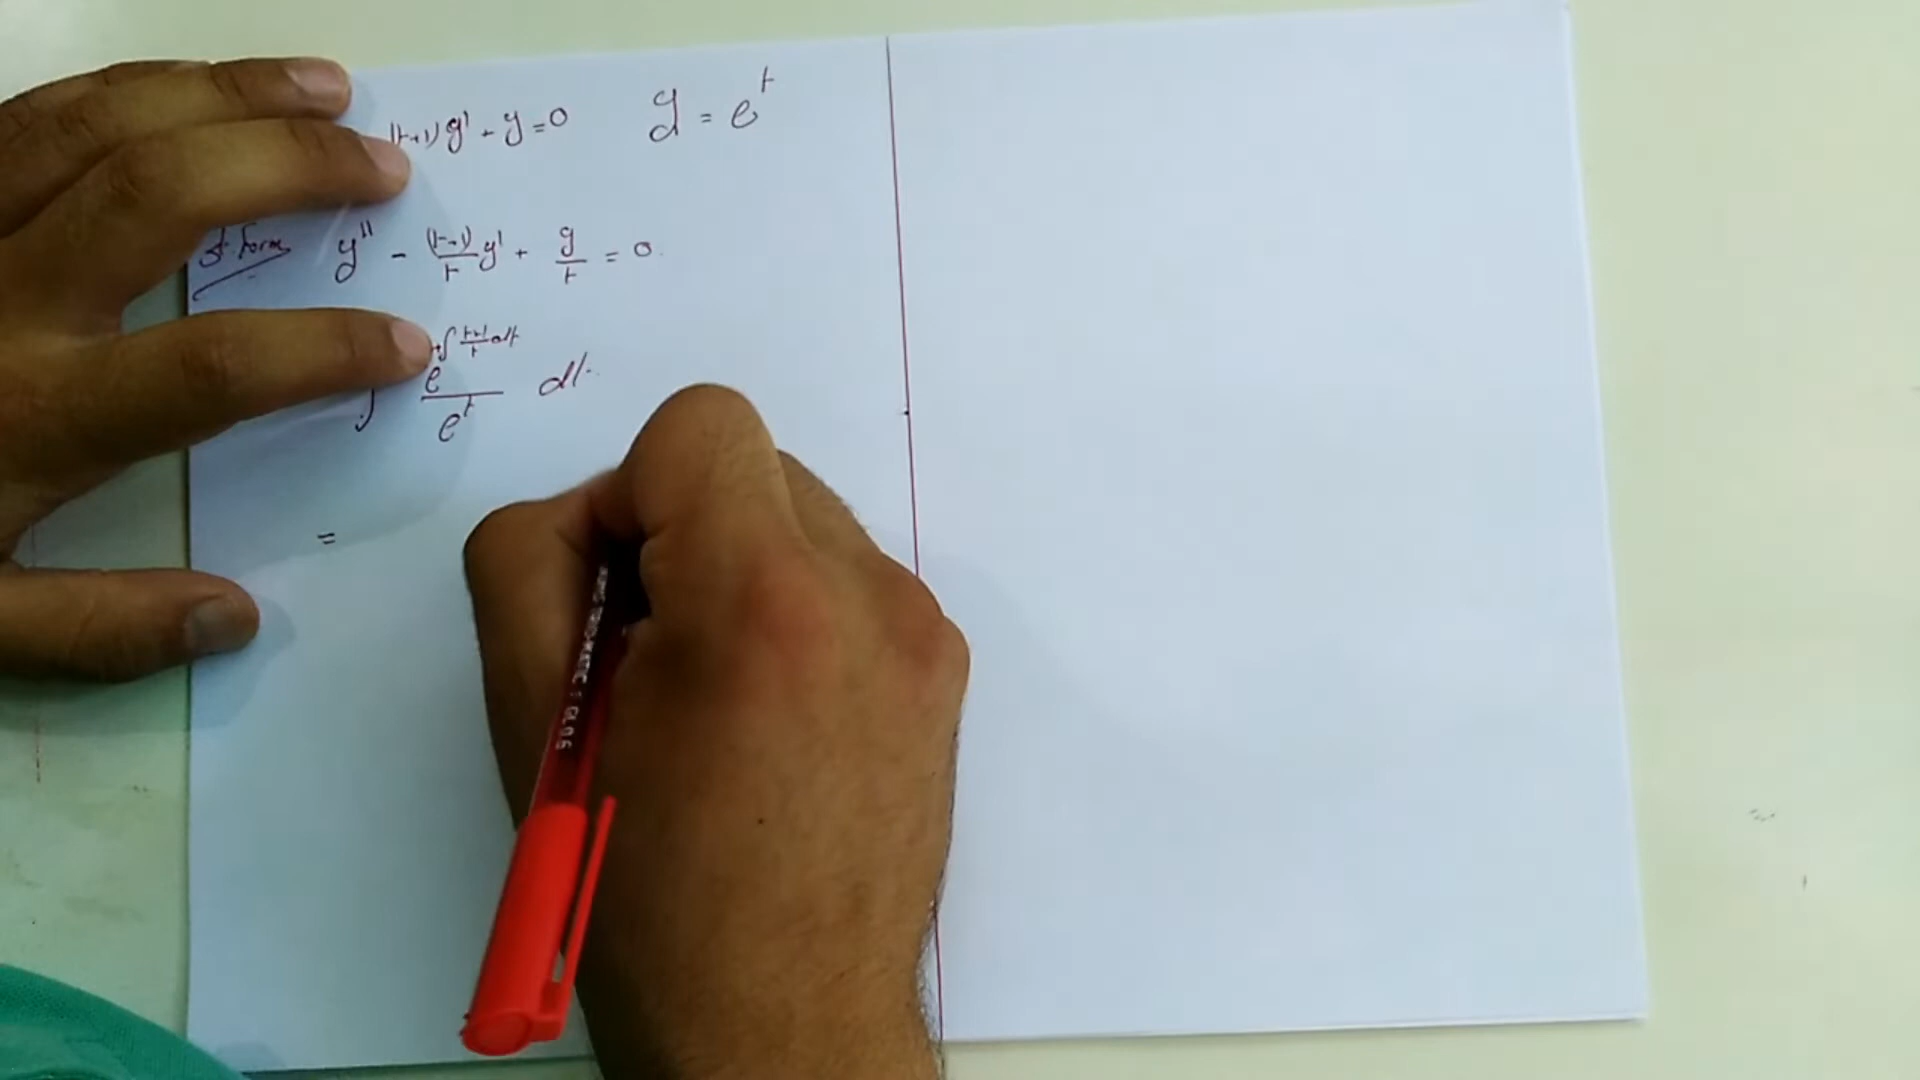 (t+1)y' + y = 0 y = e^t
st. Form y'' - (t+1)/t y' + y/t = 0
∫ e^(+∫ (t+1)/t dt) / e^t dt
=